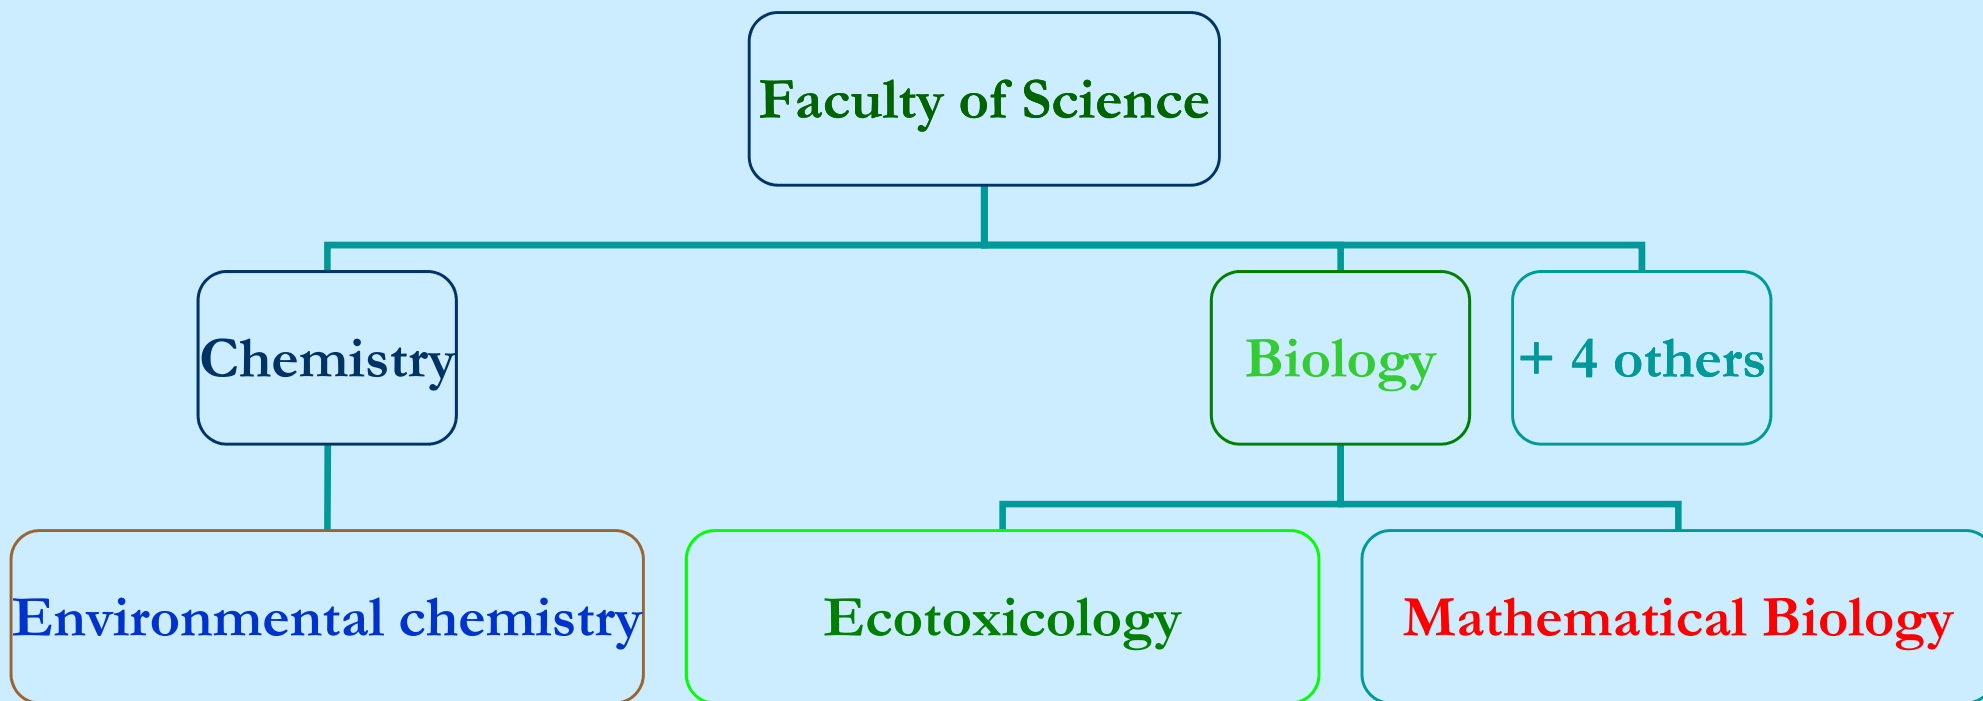 Faculty of Science
Chemistry
Biology
+ 4 others
Environmental chemistry
Ecotoxicology
Mathematical Biology